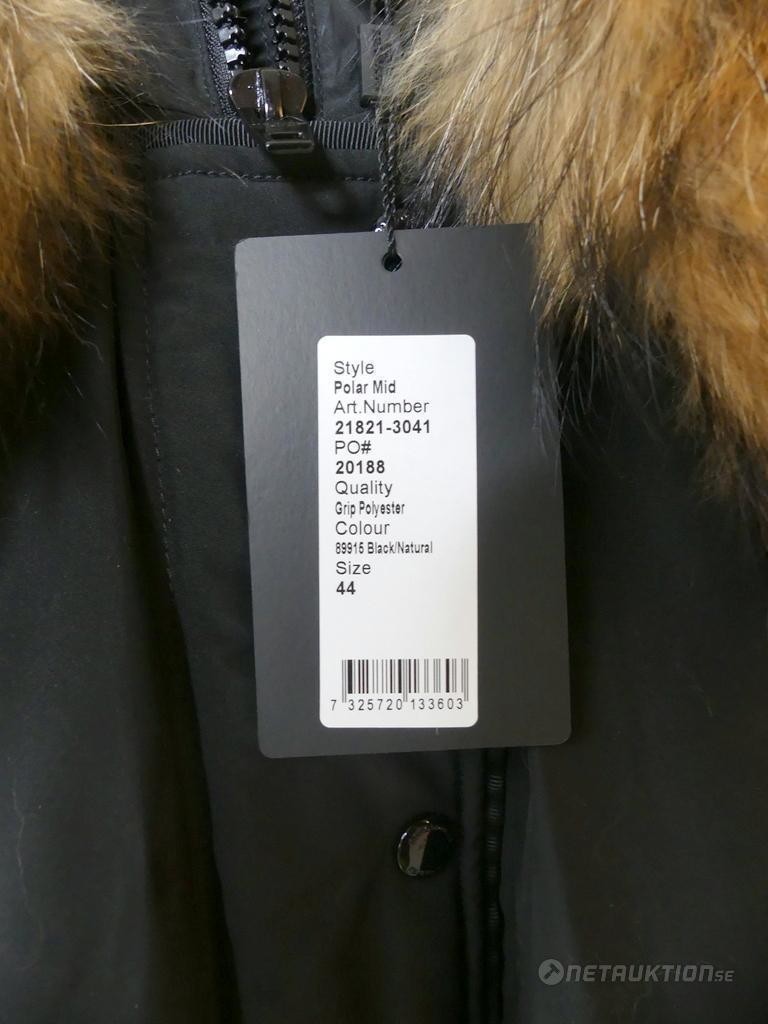 Style
Polar Mid
Art.Number
21821-3041
PO#
20188
Quality
Grip Polyester
Colour
89915 Black/Natural
Size
44
7 325720 133603
NETAUKTION.SE